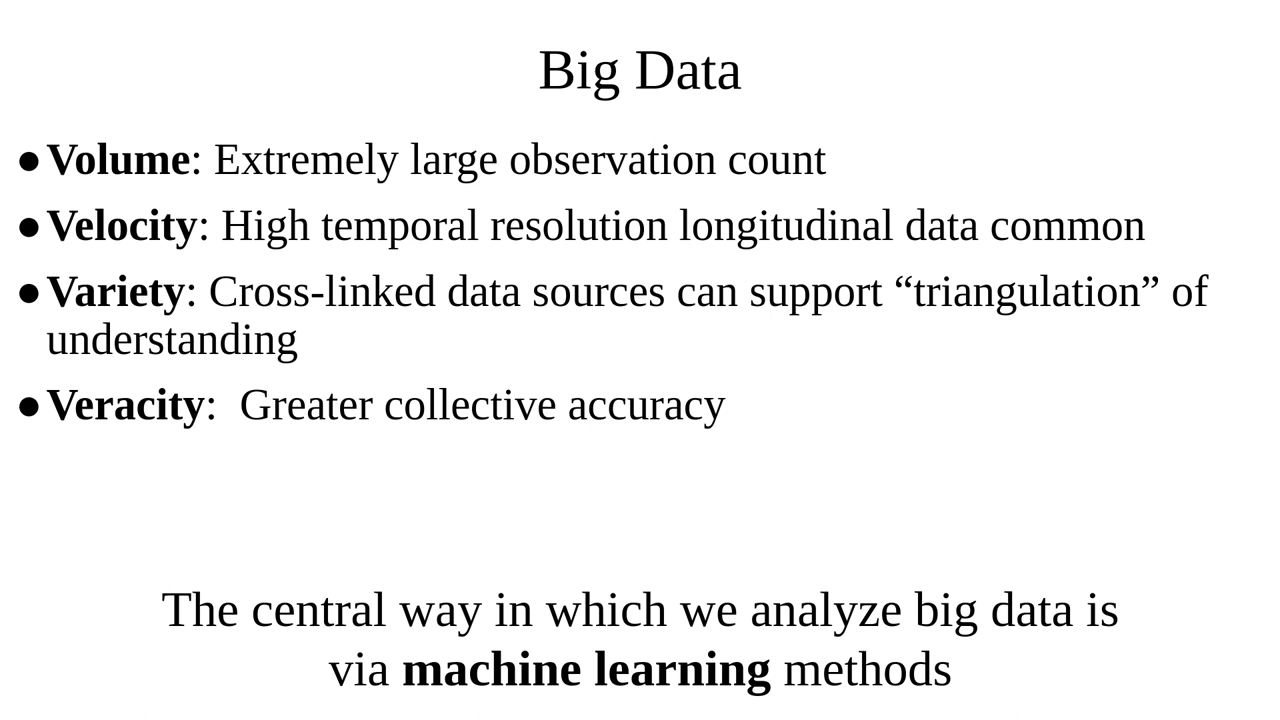 Big Data
● Volume: Extremely large observation count
● Velocity: High temporal resolution longitudinal data common
● Variety: Cross-linked data sources can support “triangulation” of
understanding
● Veracity:  Greater collective accuracy
The central way in which we analyze big data is
via machine learning methods